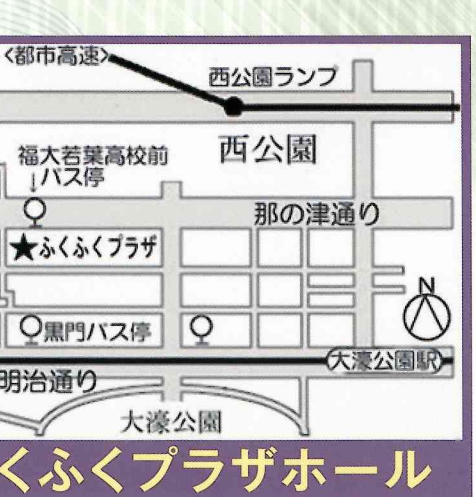 〈都市高速〉
西公園ランプ
福大若葉高校前
↓バス停
西公園
那の津通り
★ふくふくプラザ
N
黒門バス停
大濠公園駅
明治通り
大濠公園
くふくプラザホール